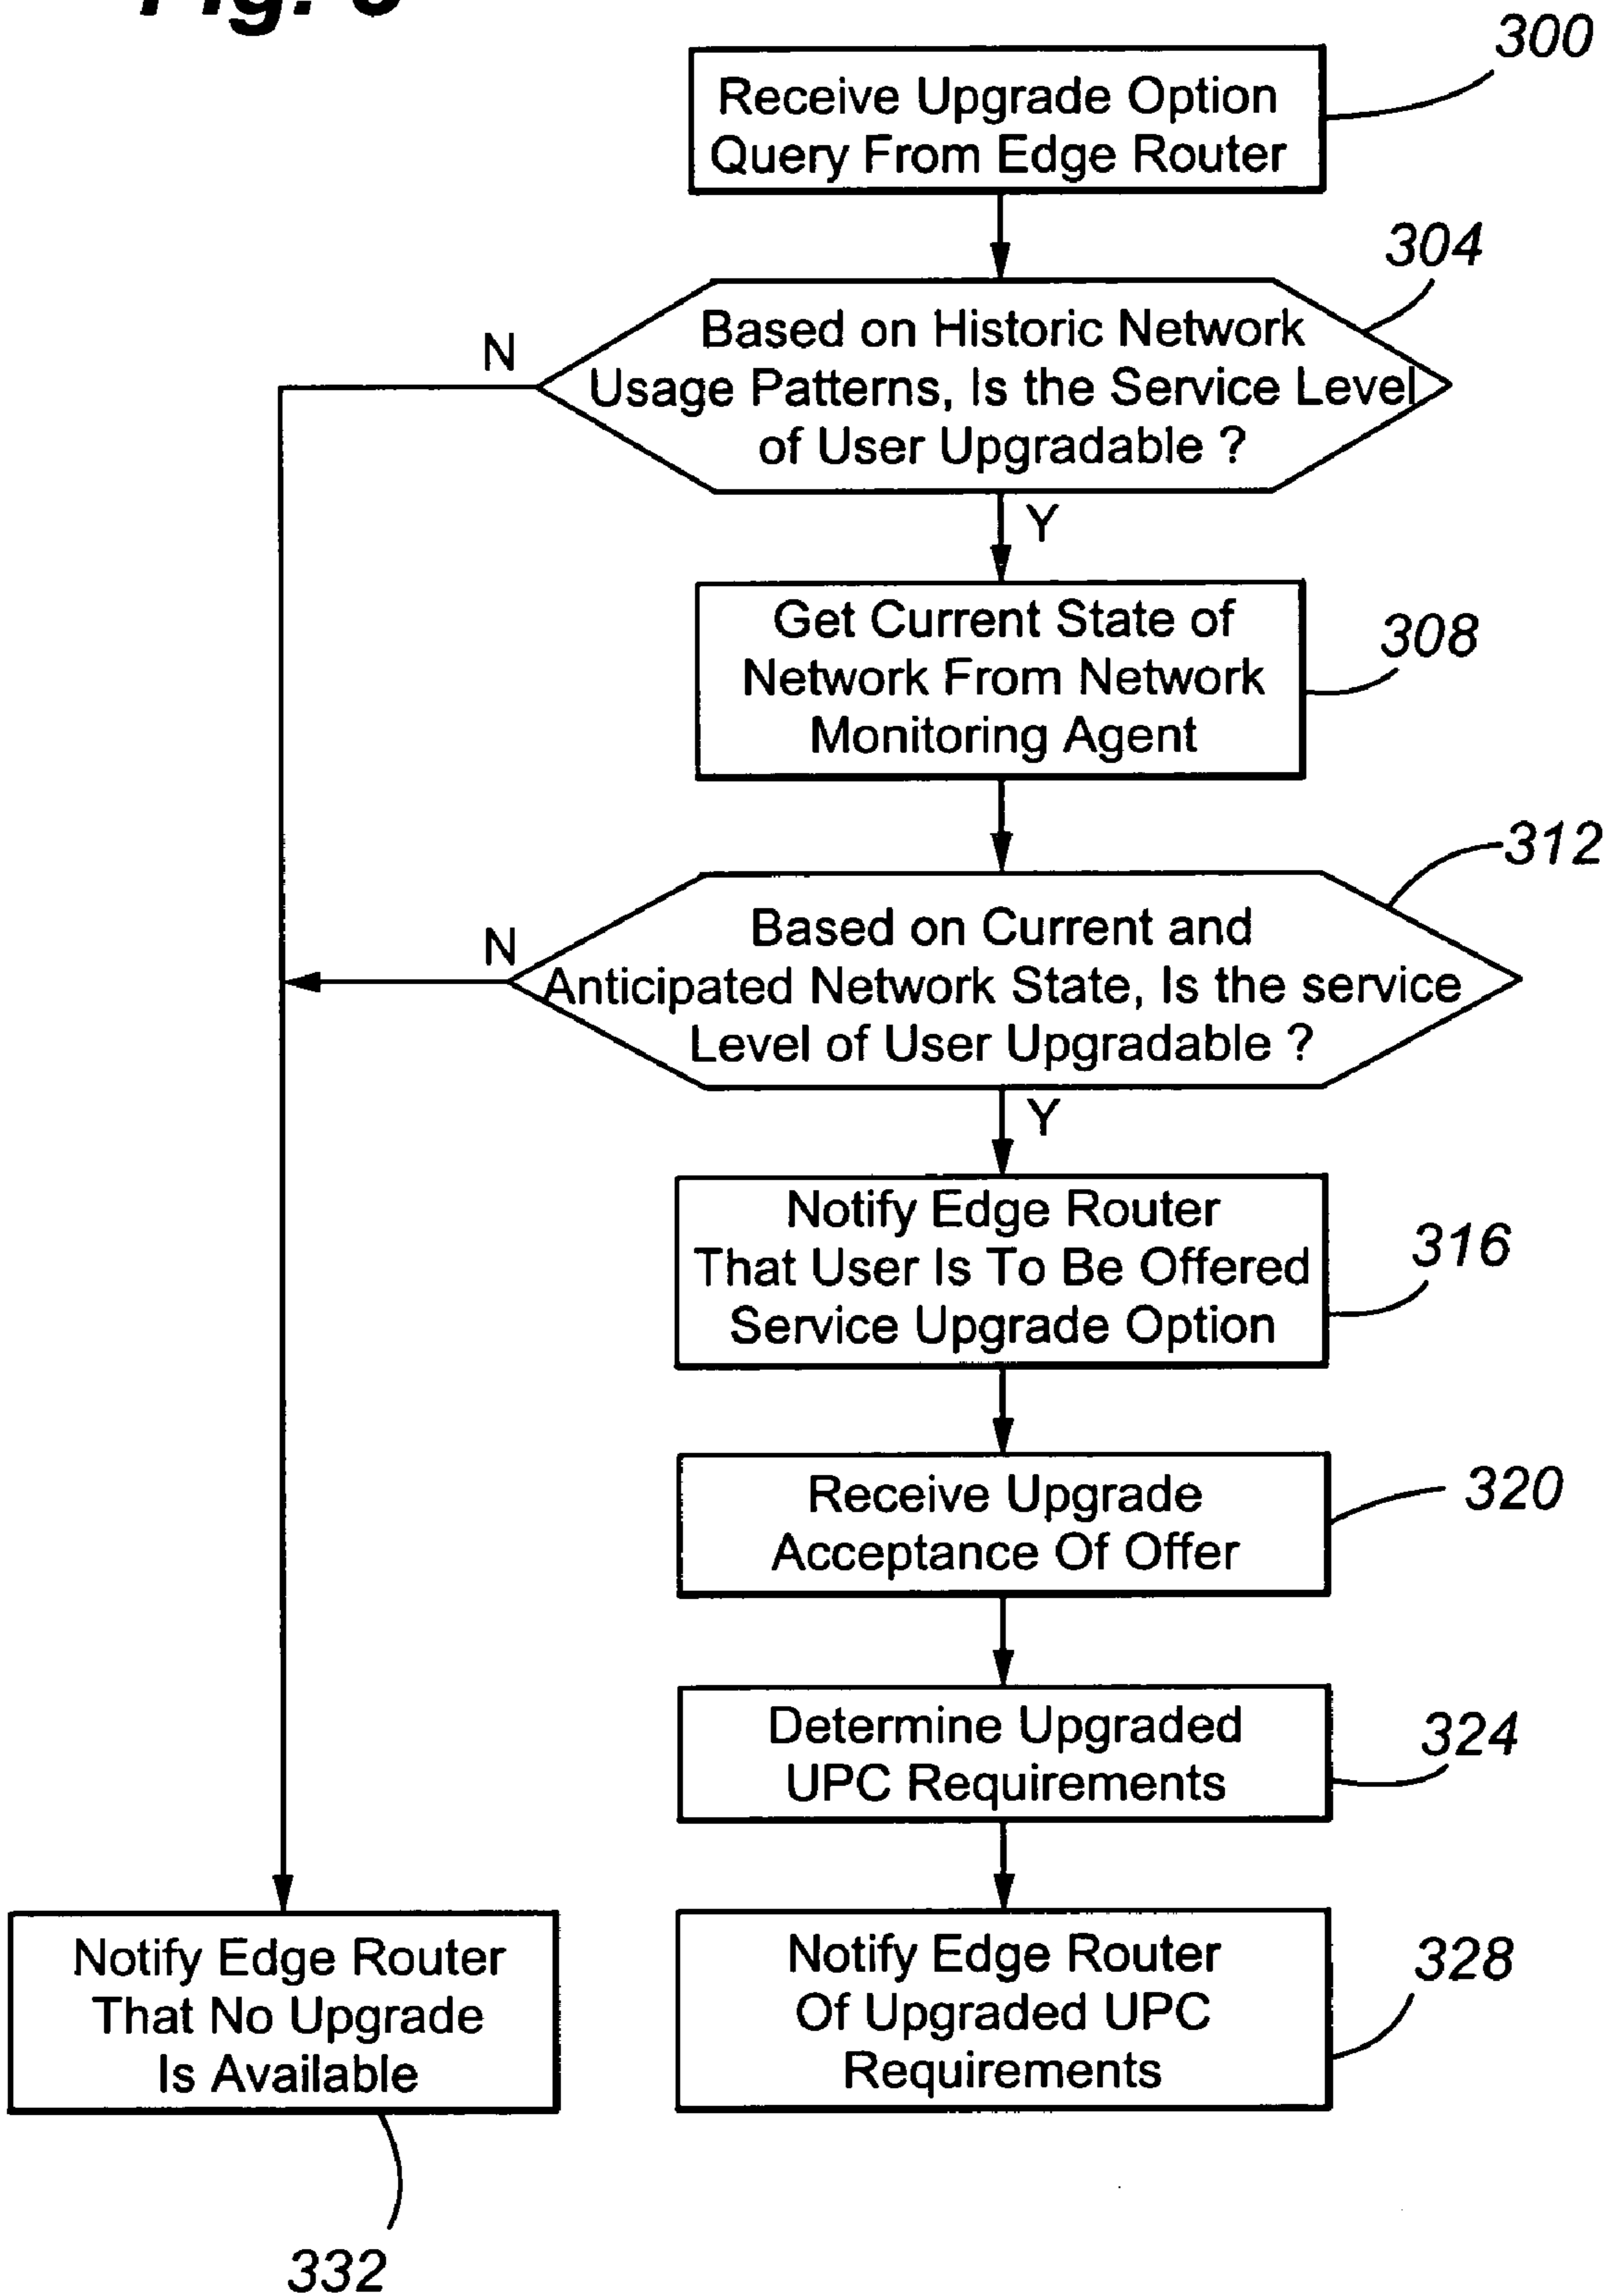 300
Receive Upgrade Option
Query From Edge Router
304
N
Based on Historic Network
Usage Patterns, Is the Service Level
of User Upgradable ?
Y
Get Current State of
Network From Network
Monitoring Agent
308
312
N
Based on Current and
Anticipated Network State, Is the service
Level of User Upgradable ?
Y
Notify Edge Router
That User Is To Be Offered
Service Upgrade Option
316
Receive Upgrade
Acceptance Of Offer
320
Determine Upgraded
UPC Requirements
324
Notify Edge Router
That No Upgrade
Is Available
Notify Edge Router
Of Upgraded UPC
Requirements
328
332